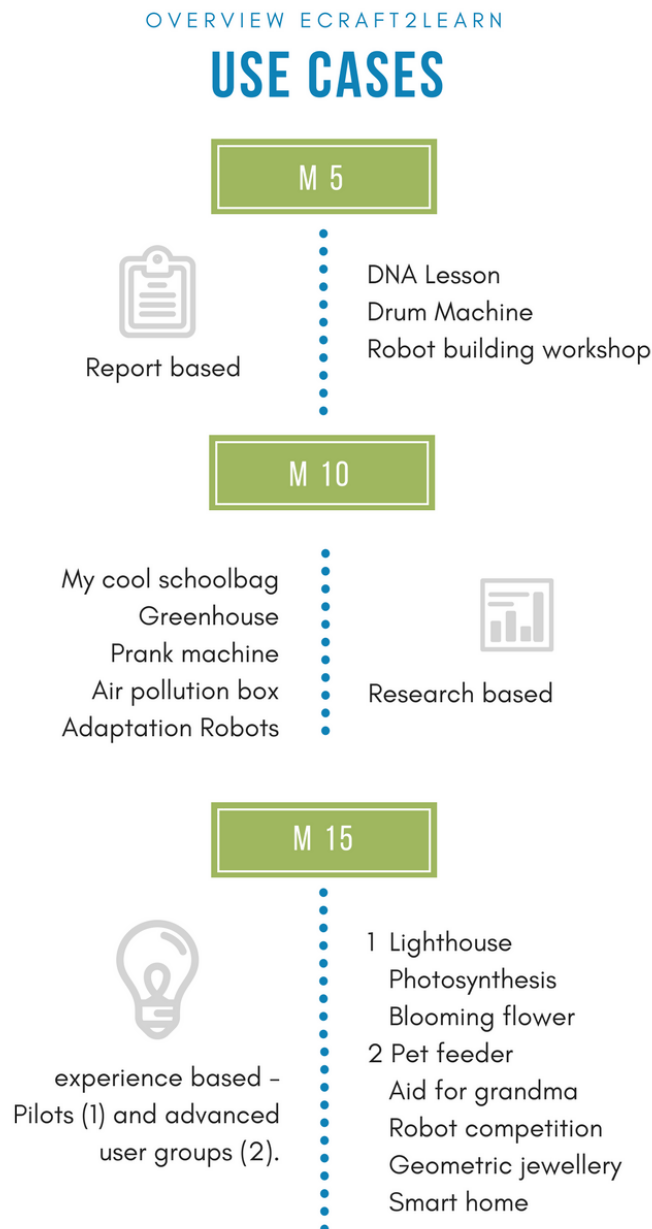 OVERVIEW ECRAFT2LEARN
USE CASES
M 5
Report based
DNA Lesson
Drum Machine
Robot building workshop
M 10
My cool schoolbag
Greenhouse
Prank machine
Air pollution box
Adaptation Robots
Research based
M 15
experience based –
Pilots (1) and advanced
user groups (2).
1 Lighthouse
Photosynthesis
Blooming flower
2 Pet feeder
Aid for grandma
Robot competition
Geometric jewellery
Smart home